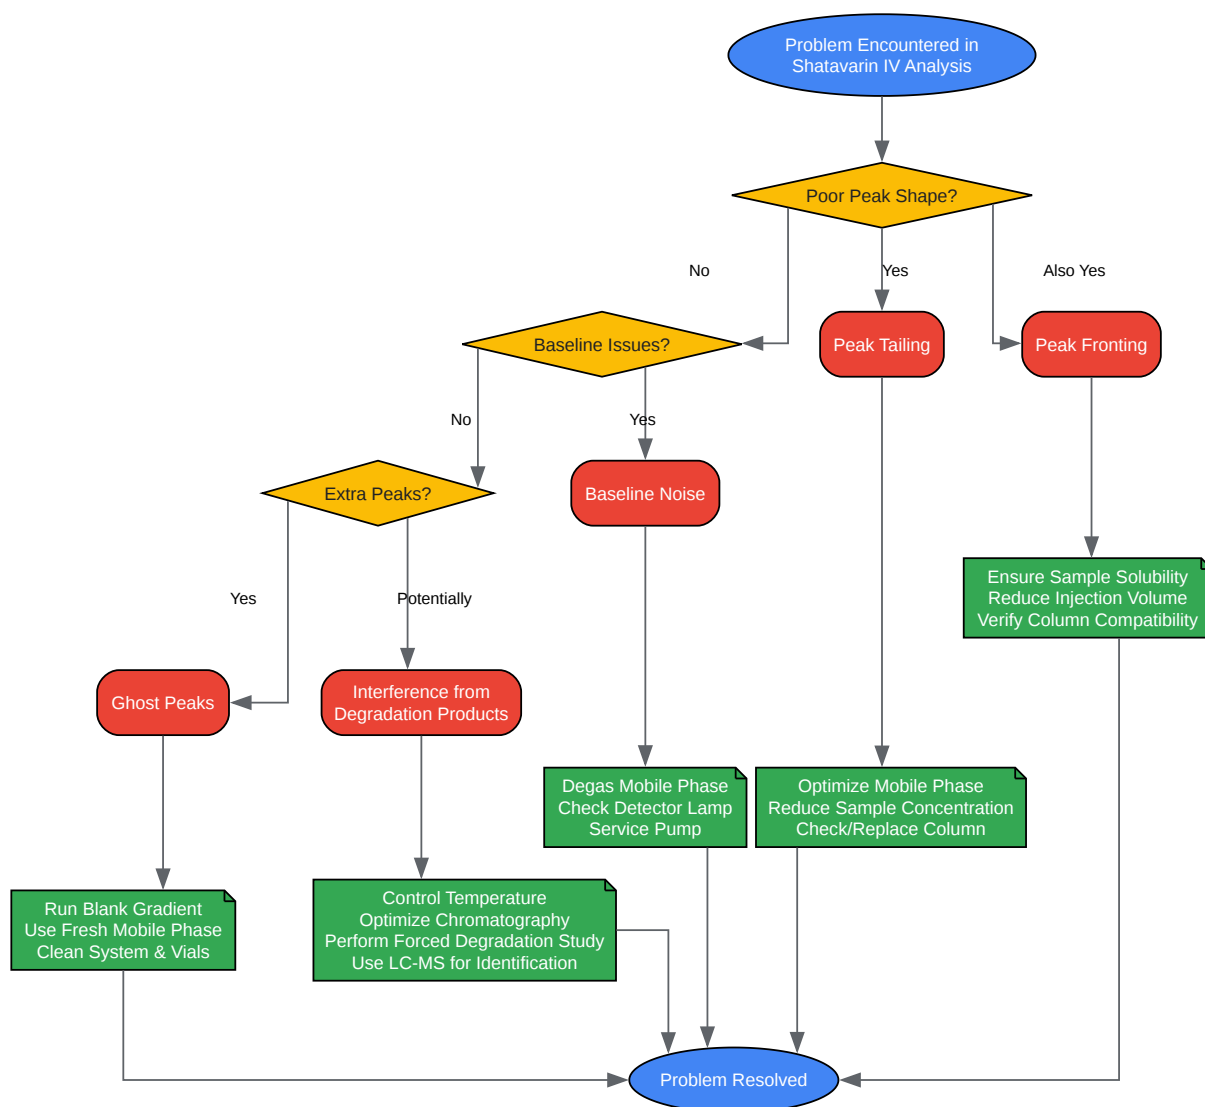 Problem Encountered in
Shatavarin IV Analysis
Poor Peak Shape?
No
Yes
Also Yes
Baseline Issues?
Peak Tailing
Peak Fronting
No
Yes
Extra Peaks?
Baseline Noise
Ensure Sample Solubility
Reduce Injection Volume
Verify Column Compatibility
Yes
Potentially
Ghost Peaks
Interference from
Degradation Products
Degas Mobile Phase
Check Detector Lamp
Service Pump
Optimize Mobile Phase
Reduce Sample Concentration
Check/Replace Column
Run Blank Gradient
Use Fresh Mobile Phase
Clean System & Vials
Control Temperature
Optimize Chromatography
Perform Forced Degradation Study
Use LC-MS for Identification
Problem Resolved